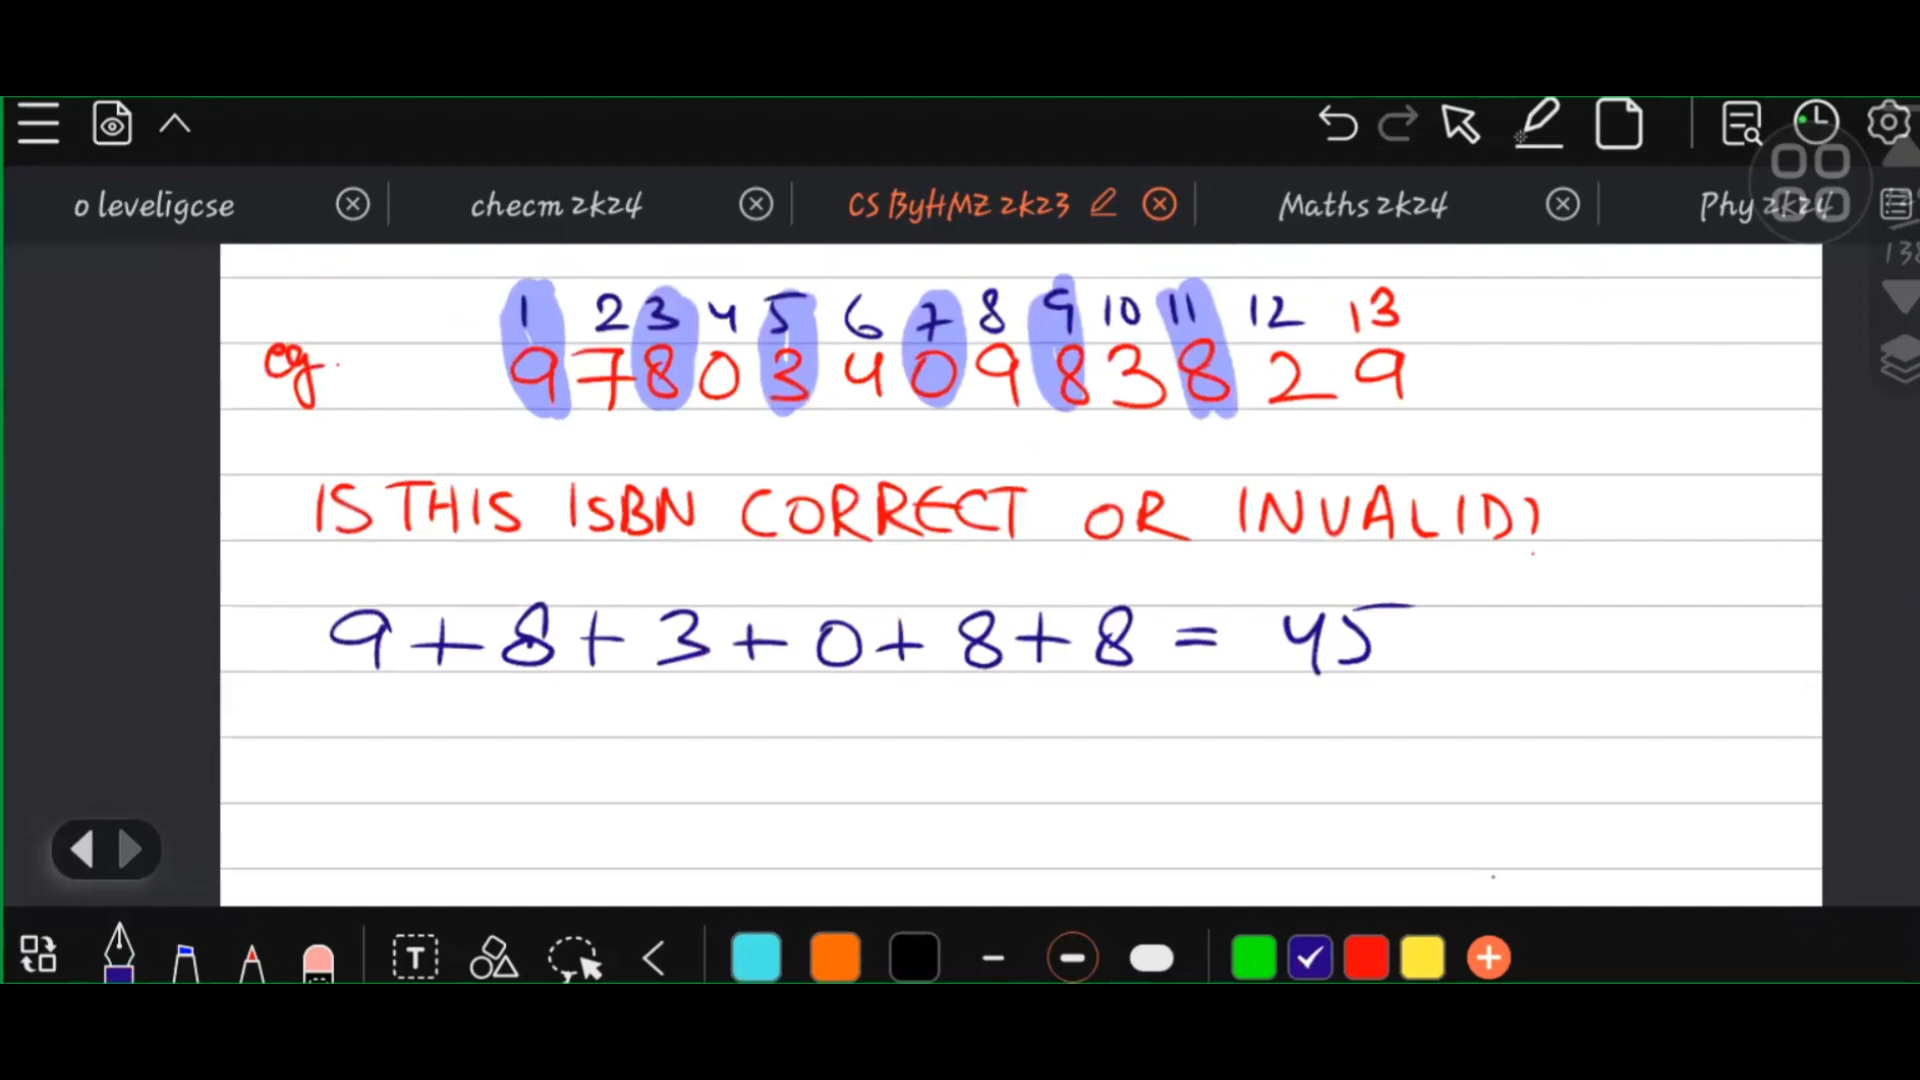 o leveligcse checm 2k24 CS ByHMZ 2k23 Maths 2k24 Phy 2k24
138
1 2 3 4 5 6 7 8 9 10 11 12 13
eg. 9 7 8 0 3 4 0 9 8 3 8 2 9
IS THIS ISBN CORRECT OR INVALID?
9 + 8 + 3 + 0 + 8 + 8 = 45
T